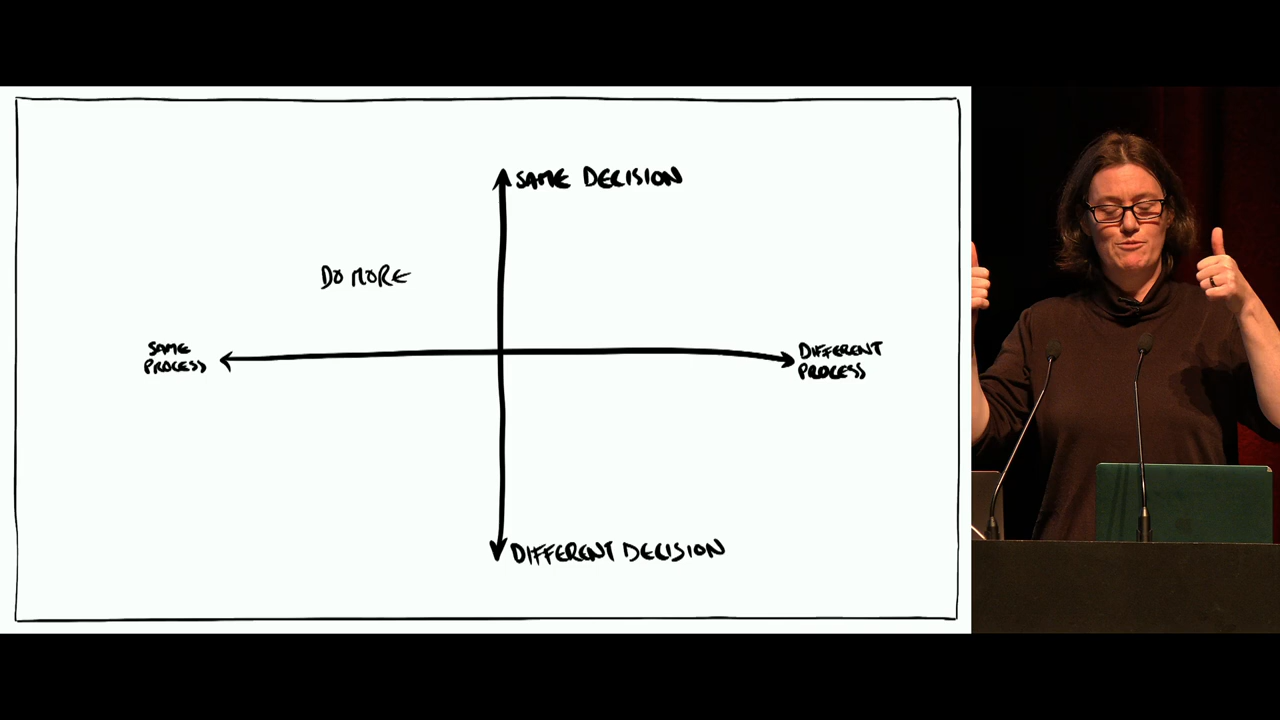 SAME DECISION
DO MORE
SAME
PROCESS
DIFFERENT
PROCESS
DIFFERENT DECISION